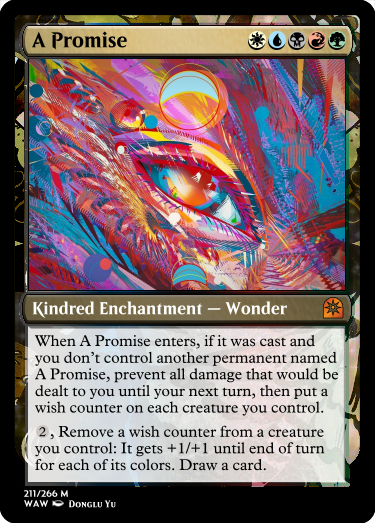 A Promise
Kindred Enchantment — Wonder
When A Promise enters, if it was cast and
you don't control another permanent named
A Promise, prevent all damage that would be
dealt to you until your next turn, then put a
wish counter on each creature you control.
2, Remove a wish counter from a creature
you control: It gets +1/+1 until end of turn
for each of its colors. Draw a card.
211/266 M
WAW Donglu Yu